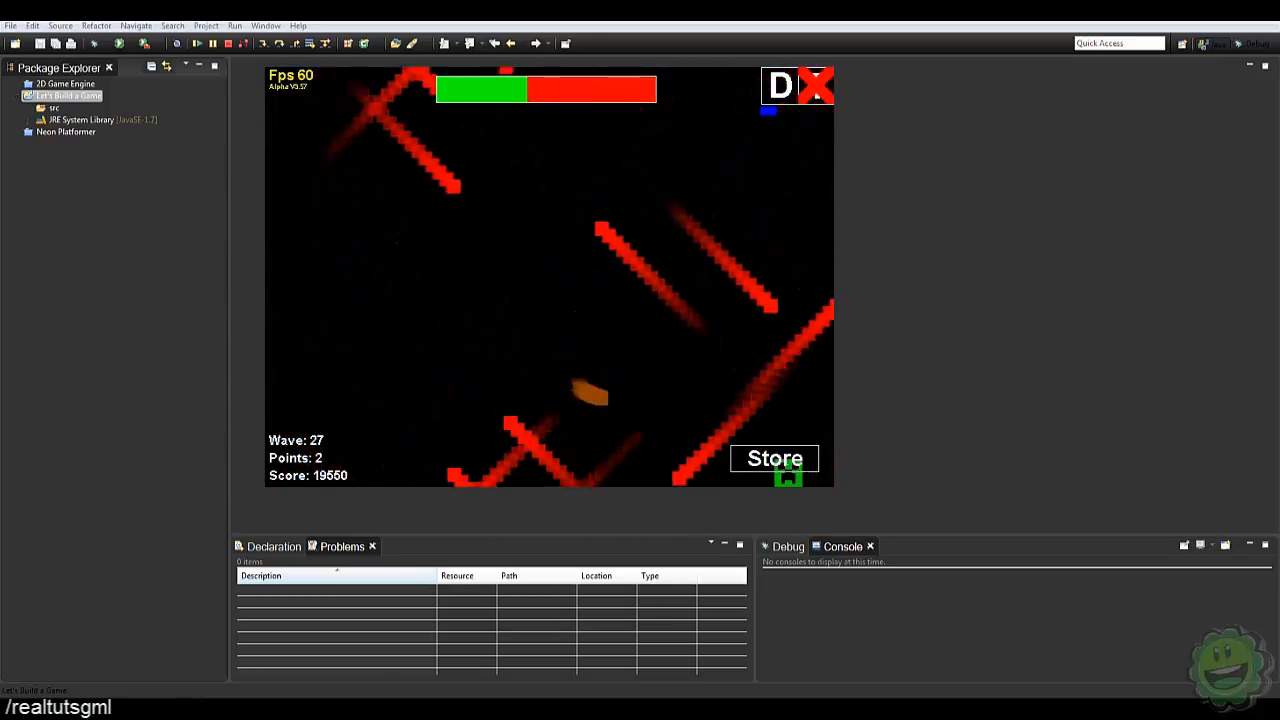 File Edit Source Refactor Navigate Search Project Run Window Help
Quick Access
Debug
Package Explorer
2D Game Engine
Let's Build a Game
src
JRE System Library [JavaSE-1.7]
Neon Platformer
Fps 60
Alpha V0.57
D
Wave: 27
Points: 2
Score: 19550
Store
Declaration Problems
0 items
Description Resource Path Location Type
Debug Console
No consoles to display at this time.
Let's Build a Game
/realtutsgml